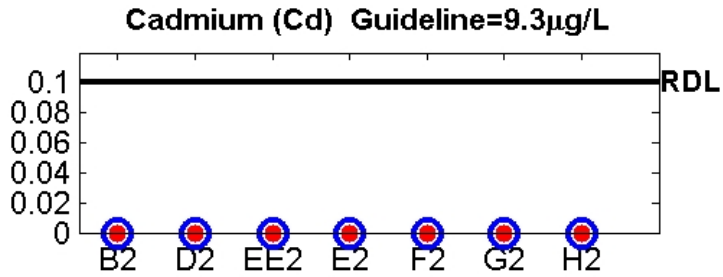 Cadmium (Cd)  Guideline=9.3µg/L
0.1
RDL
0.08
0.06
0.04
0.02
0
B2 D2 EE2 E2 F2 G2 H2